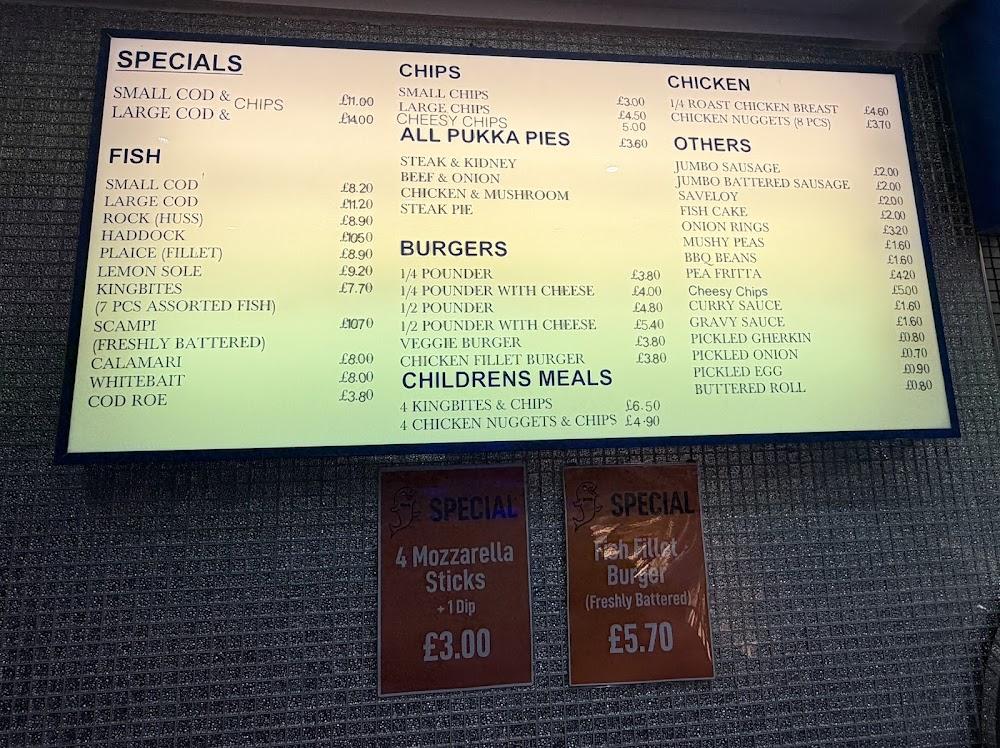 SPECIALS
SMALL COD & CHIPS £11.00
LARGE COD & £14.00
FISH
SMALL COD £8.20
LARGE COD £11.20
ROCK (HUSS) £8.90
HADDOCK £1050
PLAICE (FILLET) £8.90
LEMON SOLE £9.20
KINGBITES £7.70
(7 PCS ASSORTED FISH)
SCAMPI £1070
(FRESHLY BATTERED)
CALAMARI £8.00
WHITEBAIT £8.00
COD ROE £3.80
CHIPS
SMALL CHIPS £3.00
LARGE CHIPS £4.50
CHEESY CHIPS 5.00
ALL PUKKA PIES £3.60
STEAK & KIDNEY
BEEF & ONION
CHICKEN & MUSHROOM
STEAK PIE
BURGERS
1/4 POUNDER £3.80
1/4 POUNDER WITH CHEESE £4.00
1/2 POUNDER £4.80
1/2 POUNDER WITH CHEESE £5.40
VEGGIE BURGER £3.80
CHICKEN FILLET BURGER £3.80
CHILDRENS MEALS
4 KINGBITES & CHIPS £6.50
4 CHICKEN NUGGETS & CHIPS £4.90
CHICKEN
1/4 ROAST CHICKEN BREAST £4.60
CHICKEN NUGGETS (8 PCS) £3.70
OTHERS
JUMBO SAUSAGE £2.00
JUMBO BATTERED SAUSAGE £2.00
SAVELOY £2.00
FISH CAKE £2.00
ONION RINGS £3.20
MUSHY PEAS £1.60
BBQ BEANS £1.60
PEA FRITTA £4.20
Cheesy Chips £5.00
CURRY SAUCE £1.60
GRAVY SAUCE £1.60
PICKLED GHERKIN £0.80
PICKLED ONION £0.70
PICKLED EGG £0.90
BUTTERED ROLL £0.80
SPECIAL
4 Mozzarella
Sticks
+ 1 Dip
£3.00
SPECIAL
Fish Fillet
Burger
(Freshly Battered)
£5.70